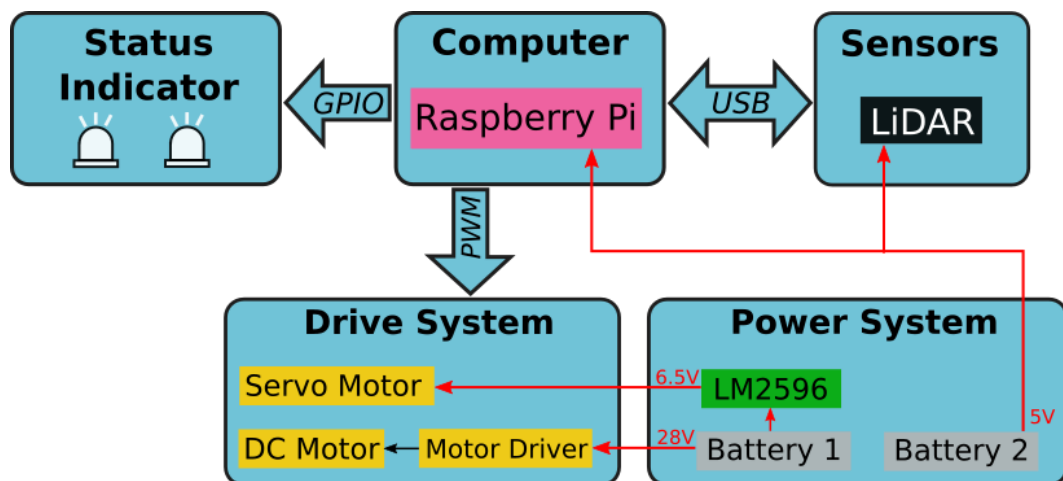 Status
Indicator
GPIO
Computer
Raspberry Pi
USB
Sensors
LiDAR
PWM
Drive System
Servo Motor
DC Motor
Motor Driver
Power System
6.5V
LM2596
28V
Battery 1
Battery 2
5V